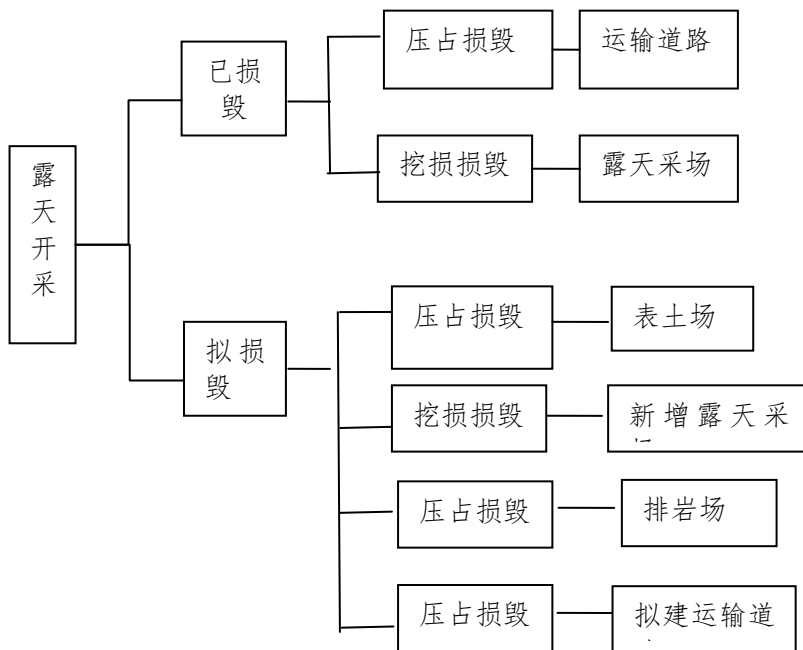 露
天
开
采
已损
毁
压占损毁
运输道路
挖损损毁
露天采场
拟损
毁
压占损毁
表土场
挖损损毁
新增露天采
压占损毁
排岩场
压占损毁
拟建运输道